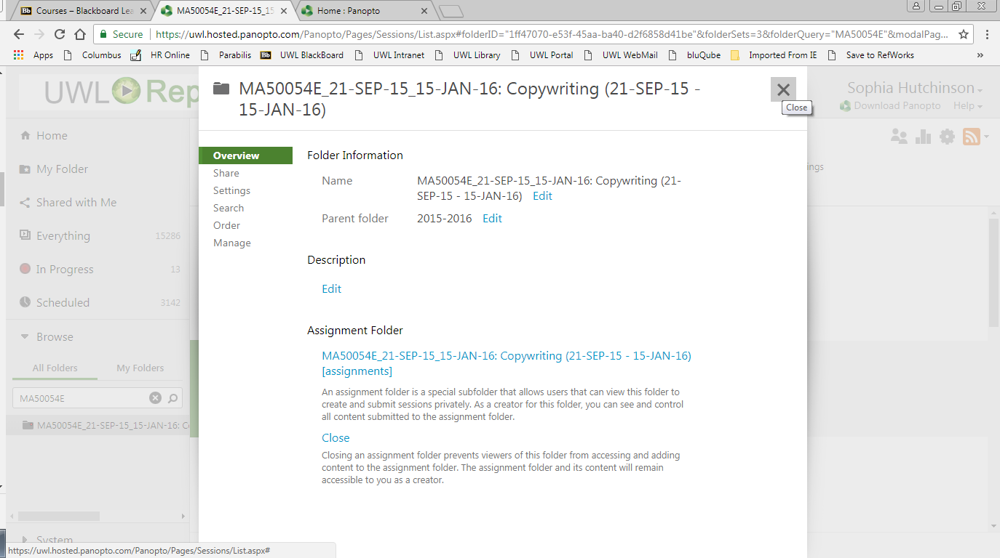 Courses – Blackboard Lea
MA50054E_21-SEP-15_15
Home : Panopto
Secure
https://uwl.hosted.panopto.com/Panopto/Pages/Sessions/List.aspx#folderID="1ff47070-e53f-45aa-ba40-d2f6858d41be"&folderSets=3&folderQuery="MA50054E"&modalPag...
Apps Columbus HR Online Parabilis Bb UWL BlackBoard UWL Intranet UWL Library UWL Portal UWL WebMail bluQube Imported From IE Save to RefWorks »
UWL Rep
Sophia Hutchinson
Download Panopto Help
Home
My Folder
Shared with Me
Everything 15286
In Progress 13
Scheduled 3142
Browse
All Folders My Folders
MA50054E
MA50054E_21-SEP-15_15-JAN-16: C
System
https://uwl.hosted.panopto.com/Panopto/Pages/Sessions/List.aspx#
ings
MA50054E_21-SEP-15_15-JAN-16: Copywriting (21-SEP-15 -
15-JAN-16)
Close
Overview
Share
Settings
Search
Order
Manage
Folder Information
Name MA50054E_21-SEP-15_15-JAN-16: Copywriting (21-
SEP-15 - 15-JAN-16) Edit
Parent folder 2015-2016 Edit
Description
Edit
Assignment Folder
MA50054E_21-SEP-15_15-JAN-16: Copywriting (21-SEP-15 - 15-JAN-16)
[assignments]
An assignment folder is a special subfolder that allows users that can view this folder to
create and submit sessions privately. As a creator for this folder, you can see and control
all content submitted to the assignment folder.
Close
Closing an assignment folder prevents viewers of this folder from accessing and adding
content to the assignment folder. The assignment folder and its content will remain
accessible to you as a creator.